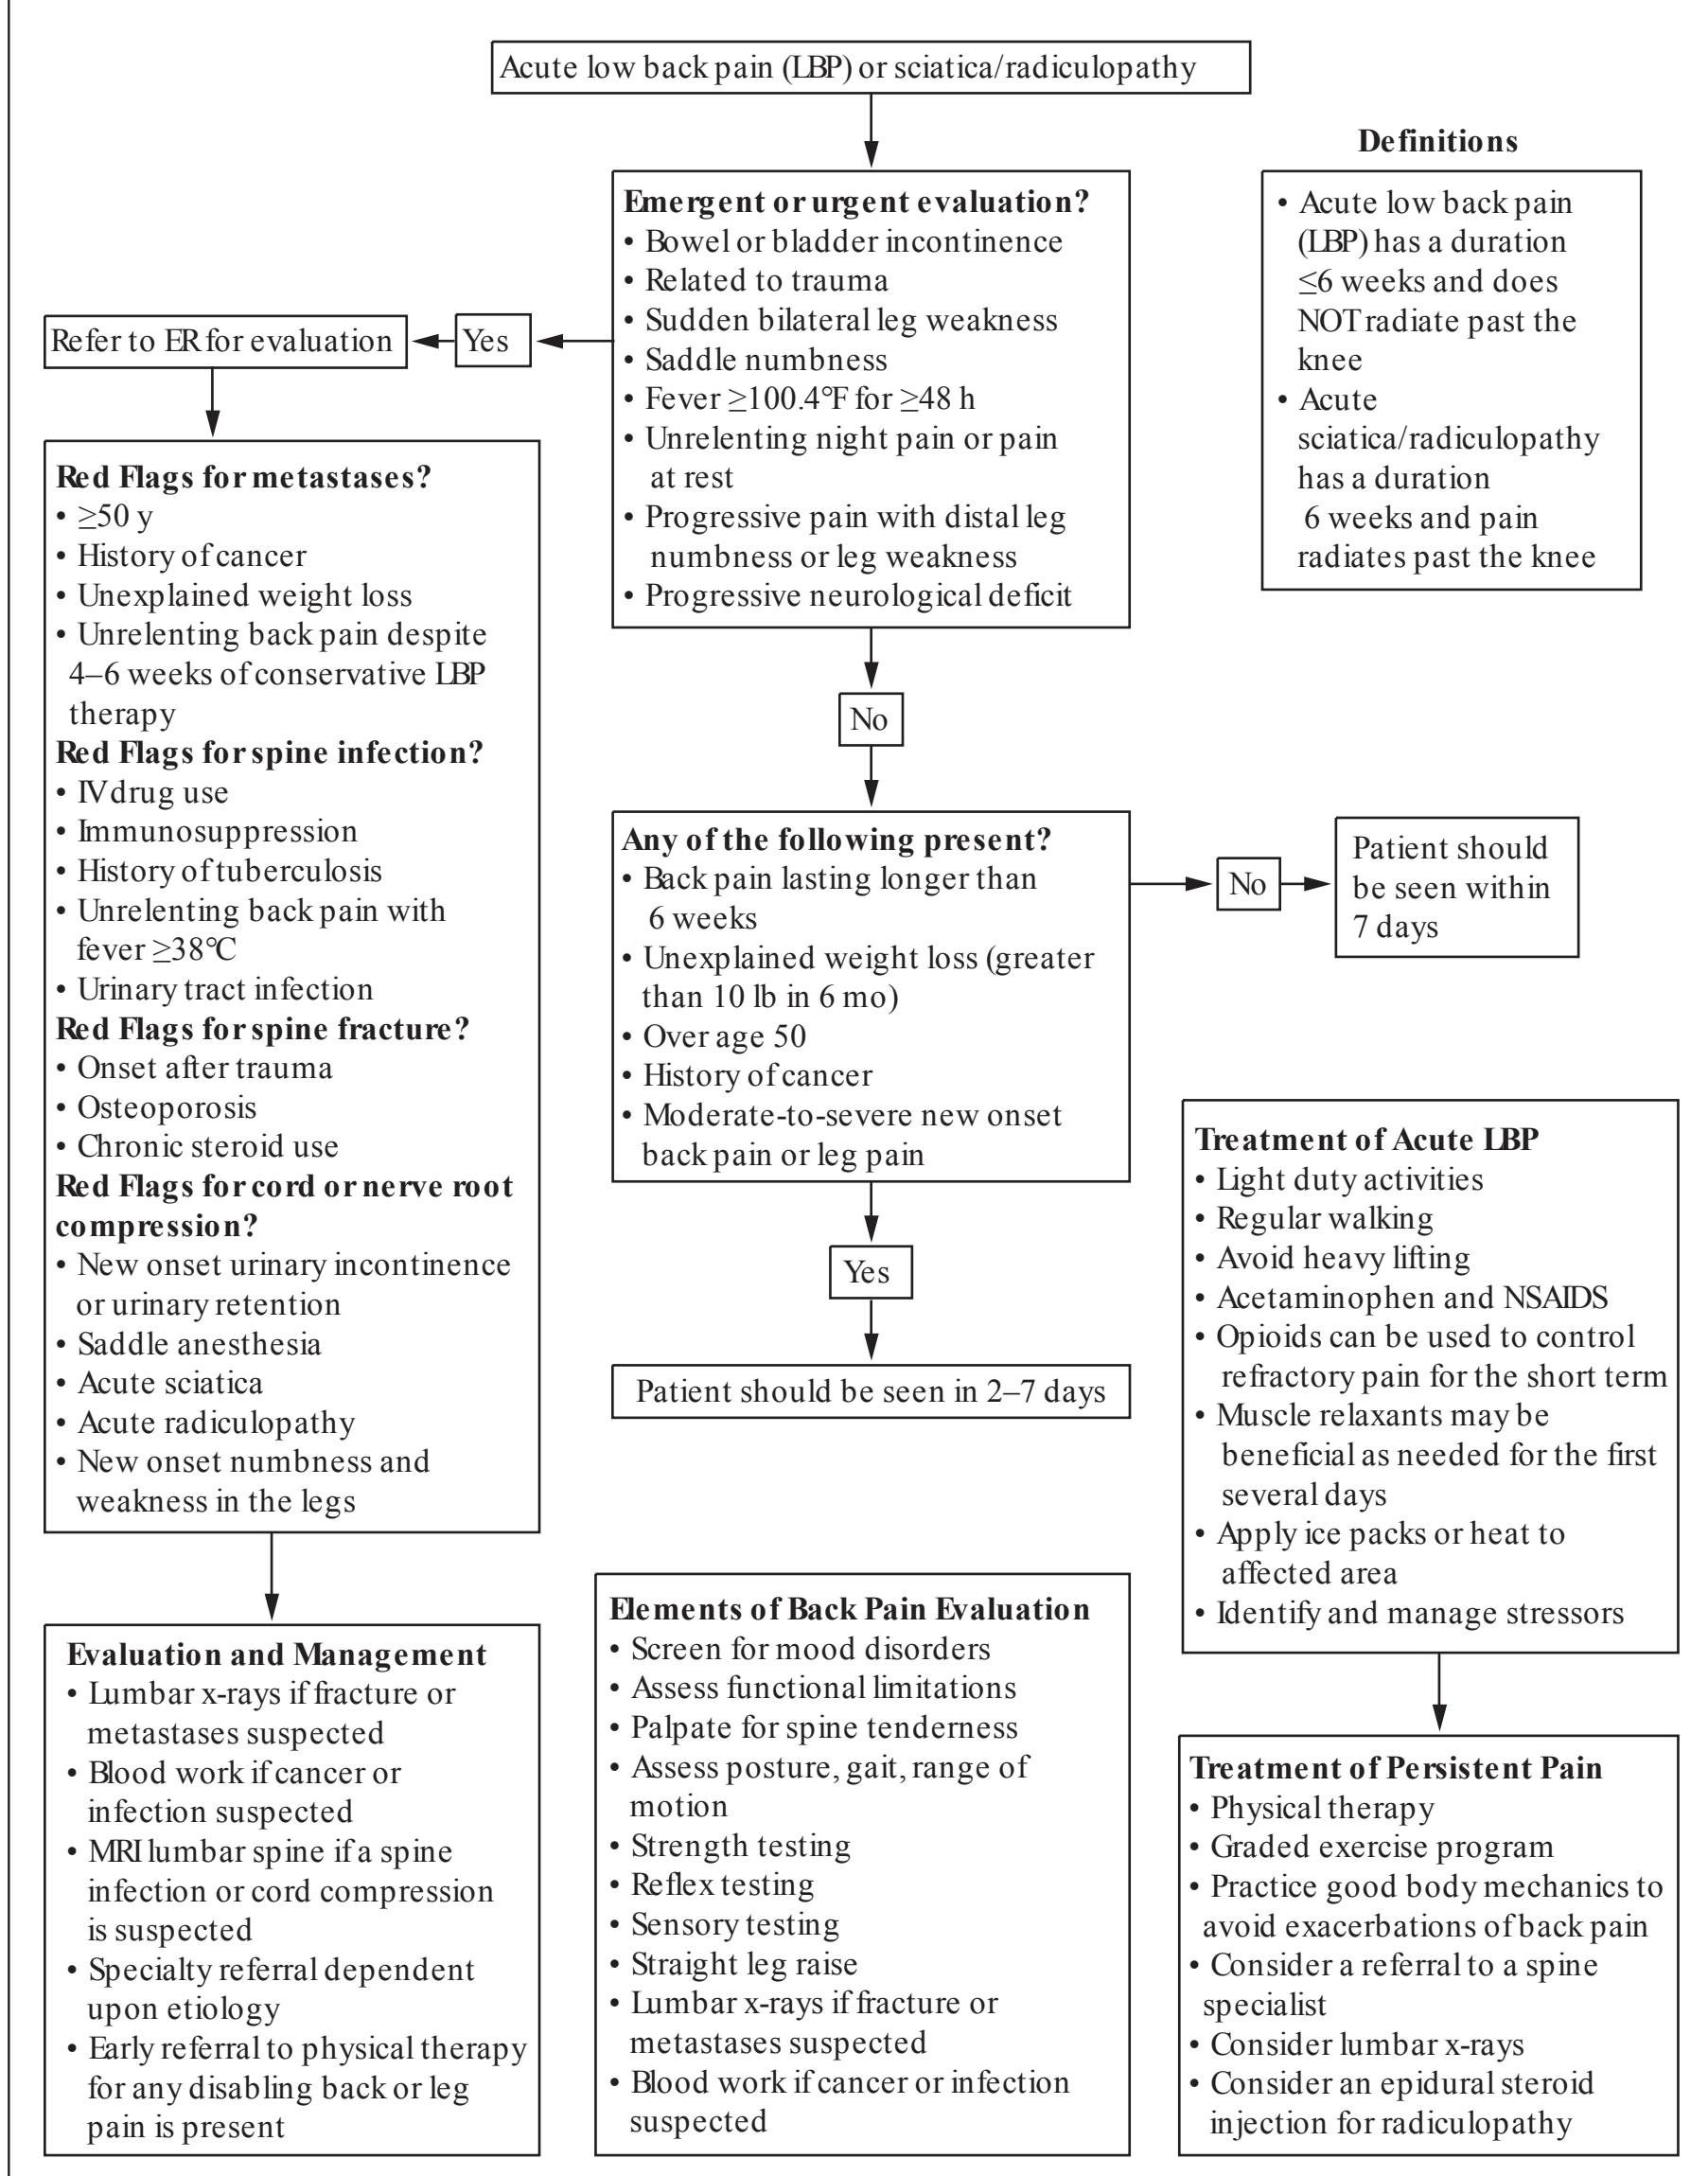 Acute low back pain (LBP) or sciatica/radiculopathy
Definitions
• Acute low back pain
(LBP) has a duration
≤6 weeks and does
NOT radiate past the
knee
• Acute
sciatica/radiculopathy
has a duration
6 weeks and pain
radiates past the knee
Emergent or urgent evaluation?
• Bowel or bladder incontinence
• Related to trauma
• Sudden bilateral leg weakness
• Saddle numbness
• Fever ≥100.4°F for ≥48 h
• Unrelenting night pain or pain
at rest
• Progressive pain with distal leg
numbness or leg weakness
• Progressive neurological deficit
Yes
Refer to ER for evaluation
Red Flags for metastases?
• ≥50 y
• History of cancer
• Unexplained weight loss
• Unrelenting back pain despite
4–6 weeks of conservative LBP
therapy
Red Flags for spine infection?
• IV drug use
• Immunosuppression
• History of tuberculosis
• Unrelenting back pain with
fever ≥38°C
• Urinary tract infection
Red Flags for spine fracture?
• Onset after trauma
• Osteoporosis
• Chronic steroid use
Red Flags for cord or nerve root
compression?
• New onset urinary incontinence
or urinary retention
• Saddle anesthesia
• Acute sciatica
• Acute radiculopathy
• New onset numbness and
weakness in the legs
Evaluation and Management
• Lumbar x-rays if fracture or
metastases suspected
• Blood work if cancer or
infection suspected
• MRI lumbar spine if a spine
infection or cord compression
is suspected
• Specialty referral dependent
upon etiology
• Early referral to physical therapy
for any disabling back or leg
pain is present
No
Any of the following present?
• Back pain lasting longer than
6 weeks
• Unexplained weight loss (greater
than 10 lb in 6 mo)
• Over age 50
• History of cancer
• Moderate-to-severe new onset
back pain or leg pain
No
Patient should
be seen within
7 days
Yes
Patient should be seen in 2–7 days
Elements of Back Pain Evaluation
• Screen for mood disorders
• Assess functional limitations
• Palpate for spine tenderness
• Assess posture, gait, range of
motion
• Strength testing
• Reflex testing
• Sensory testing
• Straight leg raise
• Lumbar x-rays if fracture or
metastases suspected
• Blood work if cancer or infection
suspected
Treatment of Acute LBP
• Light duty activities
• Regular walking
• Avoid heavy lifting
• Acetaminophen and NSAIDS
• Opioids can be used to control
refractory pain for the short term
• Muscle relaxants may be
beneficial as needed for the first
several days
• Apply ice packs or heat to
affected area
• Identify and manage stressors
Treatment of Persistent Pain
• Physical therapy
• Graded exercise program
• Practice good body mechanics to
avoid exacerbations of back pain
• Consider a referral to a spine
specialist
• Consider lumbar x-rays
• Consider an epidural steroid
injection for radiculopathy